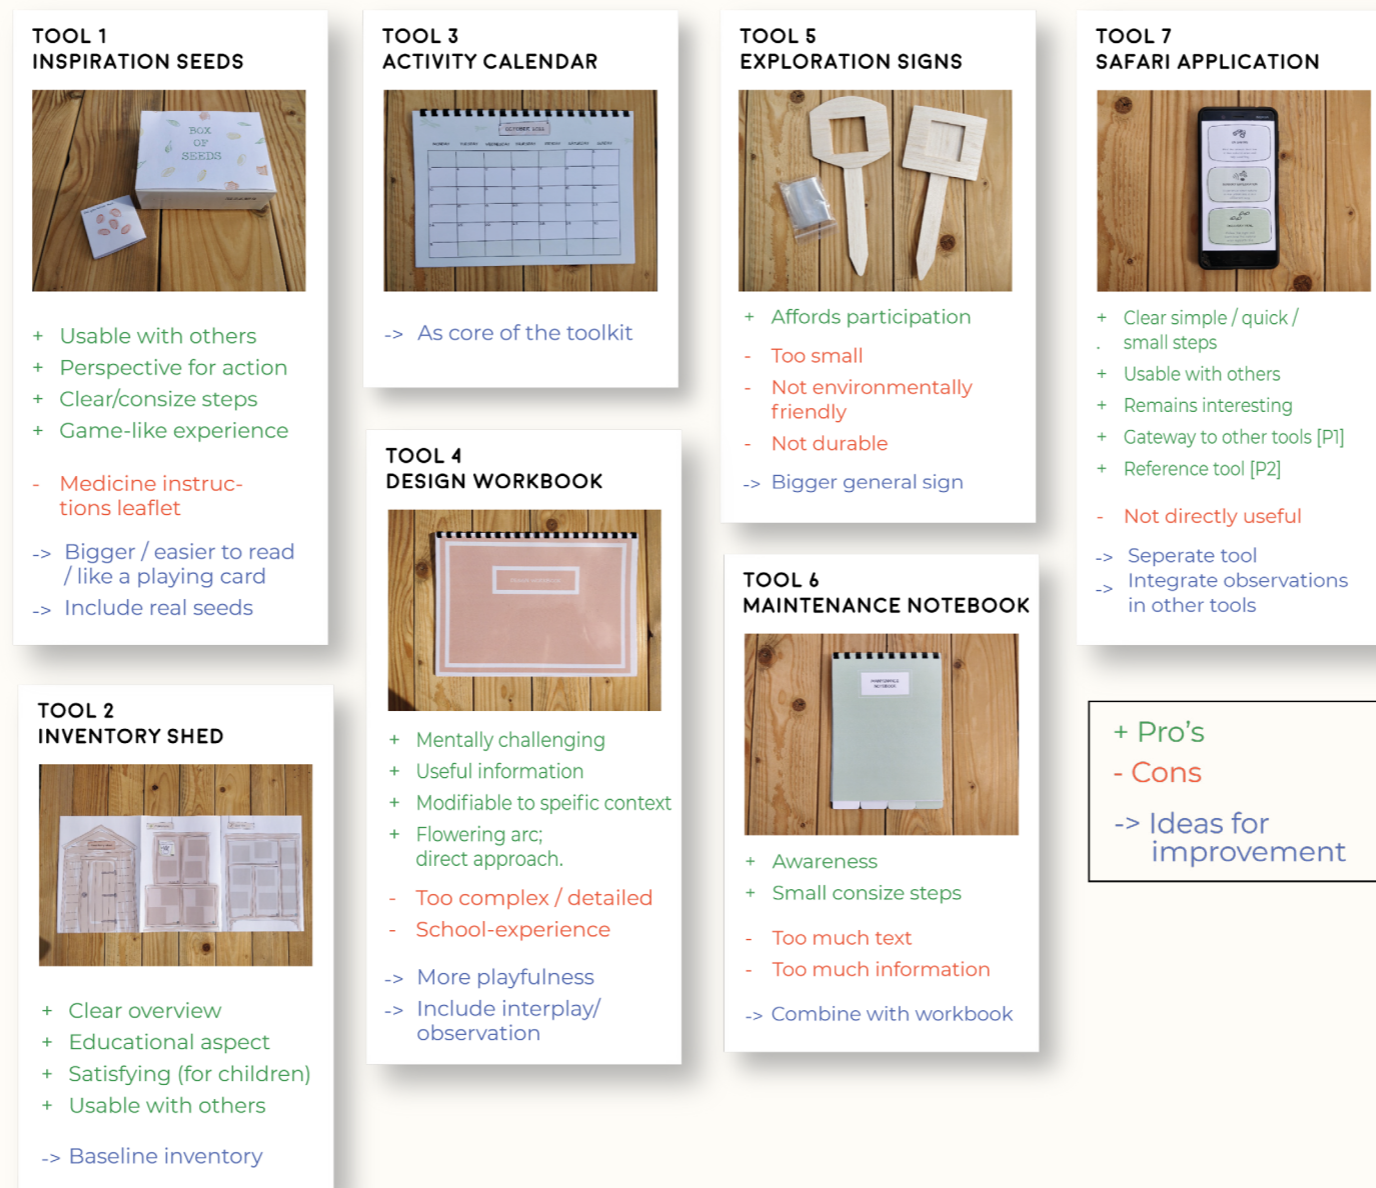 TOOL 1
INSPIRATION SEEDS
BOX
OF
SEEDS
+ Usable with others
+ Perspective for action
+ Clear/consize steps
+ Game-like experience
- Medicine instruc-
tions leaflet
-> Bigger / easier to read
/ like a playing card
-> Include real seeds
TOOL 2
INVENTORY SHED
+ Clear overview
+ Educational aspect
+ Satisfying (for children)
+ Usable with others
-> Baseline inventory
TOOL 3
ACTIVITY CALENDAR
MONDAY TUESDAY WEDNESDAY THURSDAY SATURDAY SUNDAY
-> As core of the toolkit
TOOL 4
DESIGN WORKBOOK
+ Mentally challenging
+ Useful information
+ Modifiable to speific context
+ Flowering arc;
direct approach.
- Too complex / detailed
- School-experience
-> More playfulness
-> Include interplay/
observation
TOOL 5
EXPLORATION SIGNS
+ Affords participation
- Too small
- Not environmentally
friendly
- Not durable
-> Bigger general sign
TOOL 6
MAINTENANCE NOTEBOOK
MAINTENANCE
NOTEBOOK
+ Awareness
+ Small consize steps
- Too much text
- Too much information
-> Combine with workbook
TOOL 7
SAFARI APPLICATION
+ Clear simple / quick /
. small steps
+ Usable with others
+ Remains interesting
+ Gateway to other tools [P1]
+ Reference tool [P2]
- Not directly useful
-> Seperate tool
-> Integrate observations
in other tools
+ Pro's
- Cons
-> Ideas for
improvement